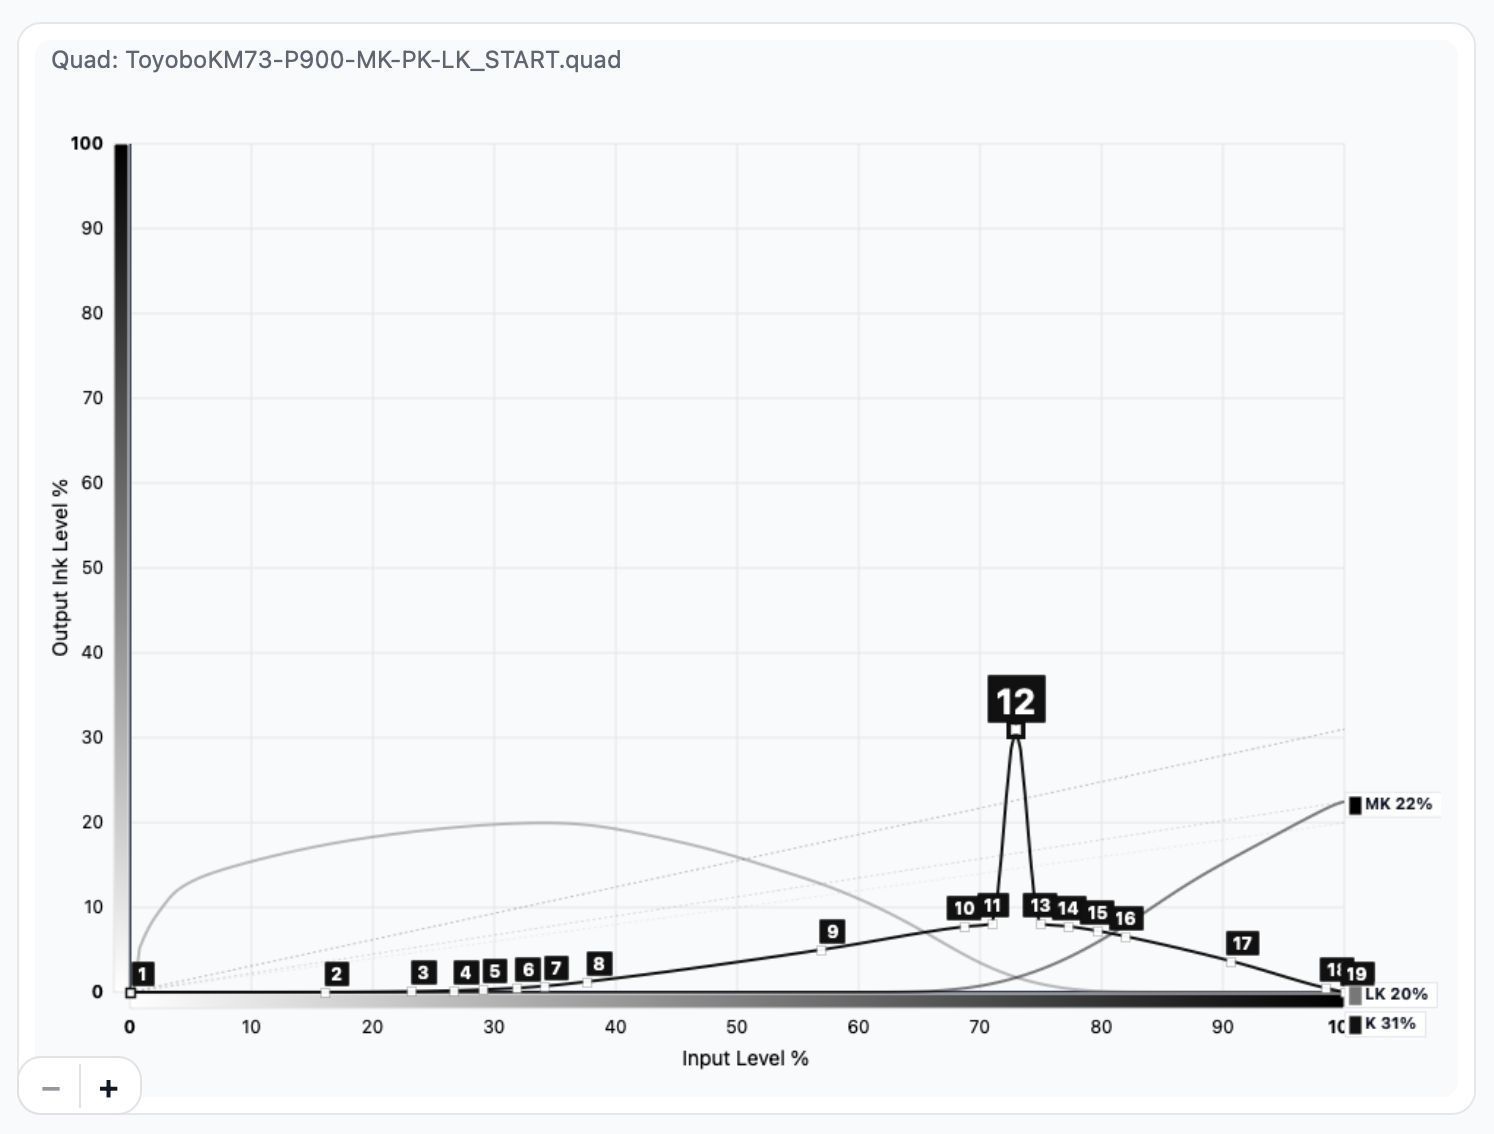 Quad: ToyoboKM73-P900-MK-PK-LK_START.quad
100
90
80
70
60
50
40
30
20
10
0
Output Ink Level %
12
10 11 13 14 15 16
9
17
1 2 3 4 5 6 7 8
19
MK 22%
LK 20%
K 31%
0 10 20 30 40 50 60 70 80 90 10
Input Level %
− +